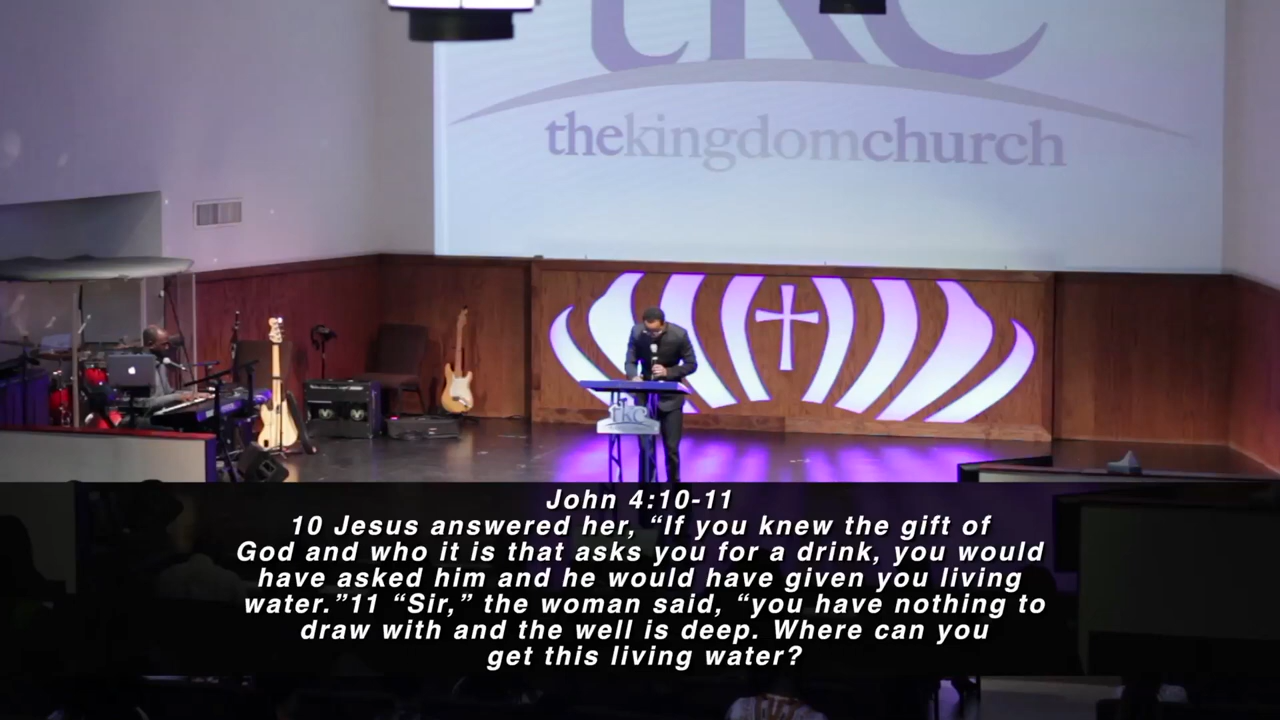 tkc
thekingdomchurch
tkc
John 4:10-11
10 Jesus answered her, “If you knew the gift of
God and who it is that asks you for a drink, you would
have asked him and he would have given you living
water.”11 “Sir,” the woman said, “you have nothing to
draw with and the well is deep. Where can you
get this living water?